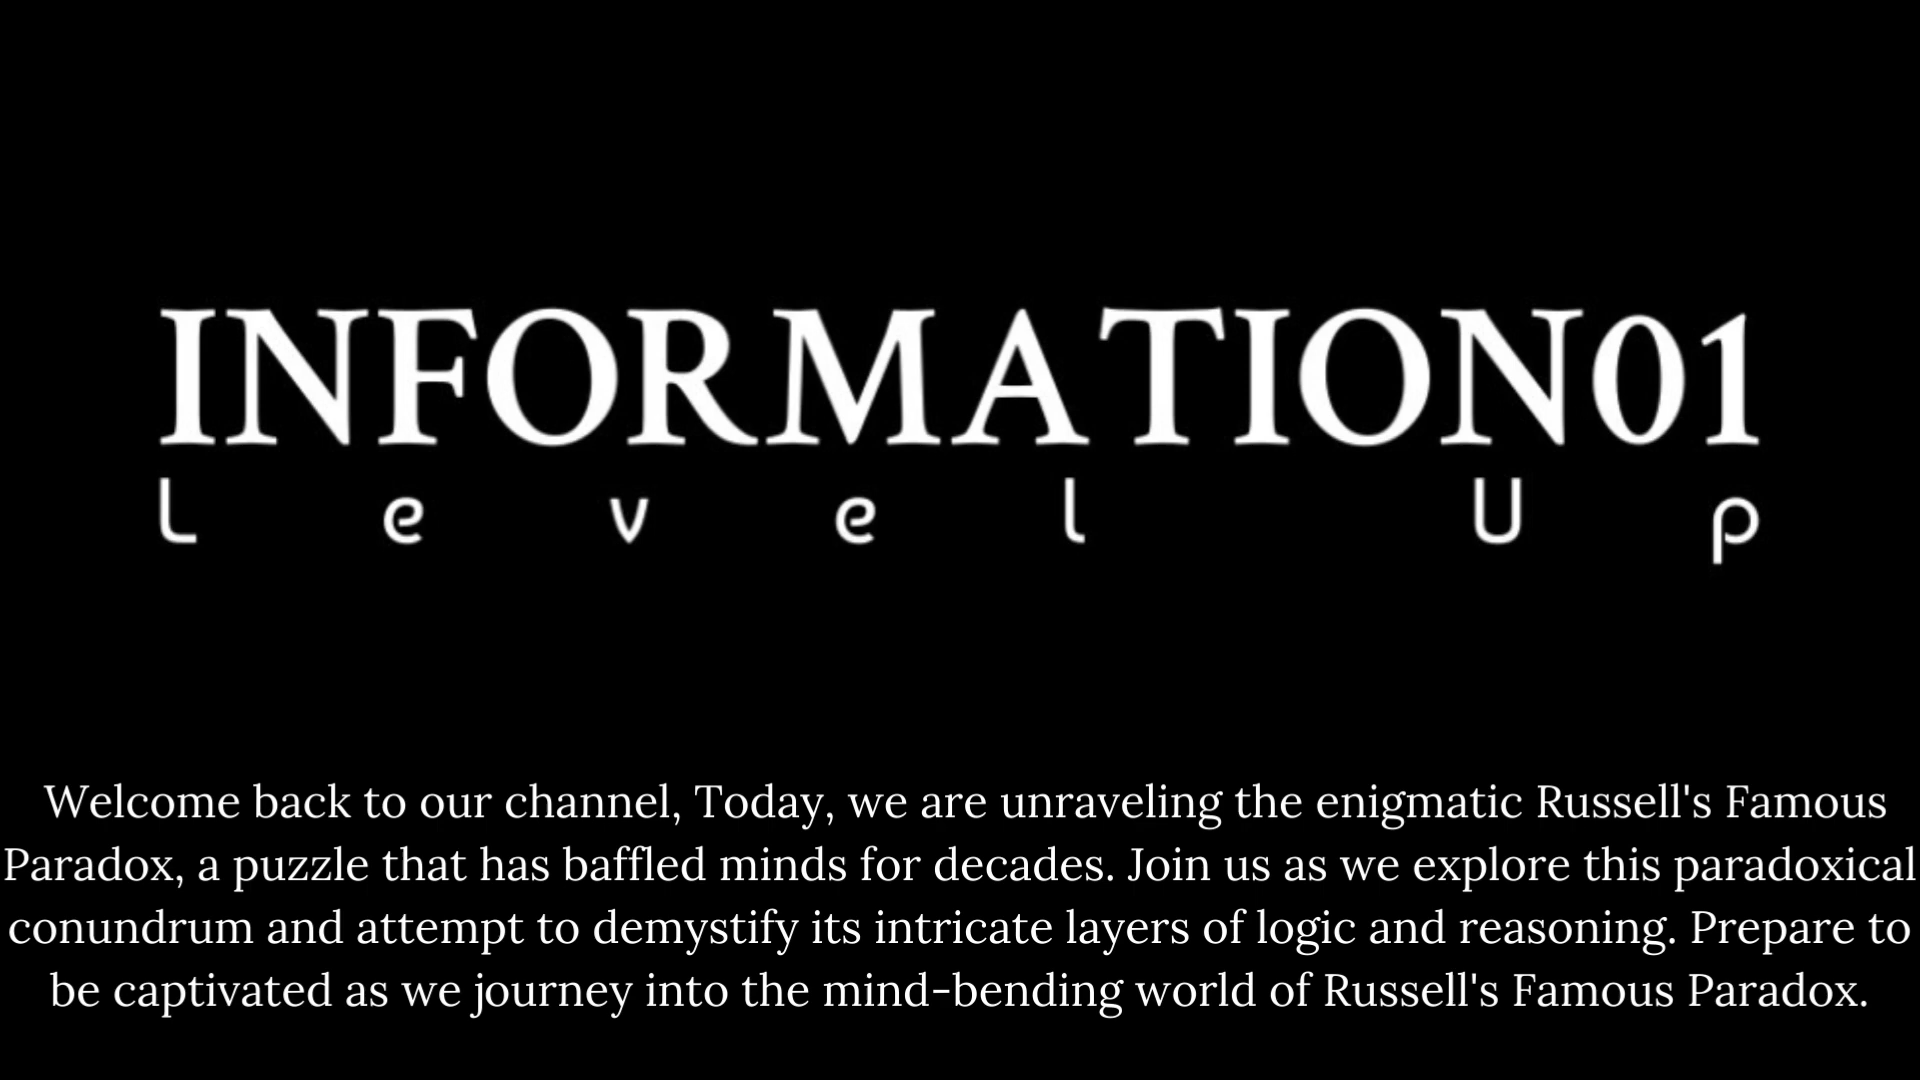 INFORMATION01
Level Up
Welcome back to our channel, Today, we are unraveling the enigmatic Russell's Famous
Paradox, a puzzle that has baffled minds for decades. Join us as we explore this paradoxical
conundrum and attempt to demystify its intricate layers of logic and reasoning. Prepare to
be captivated as we journey into the mind-bending world of Russell's Famous Paradox.